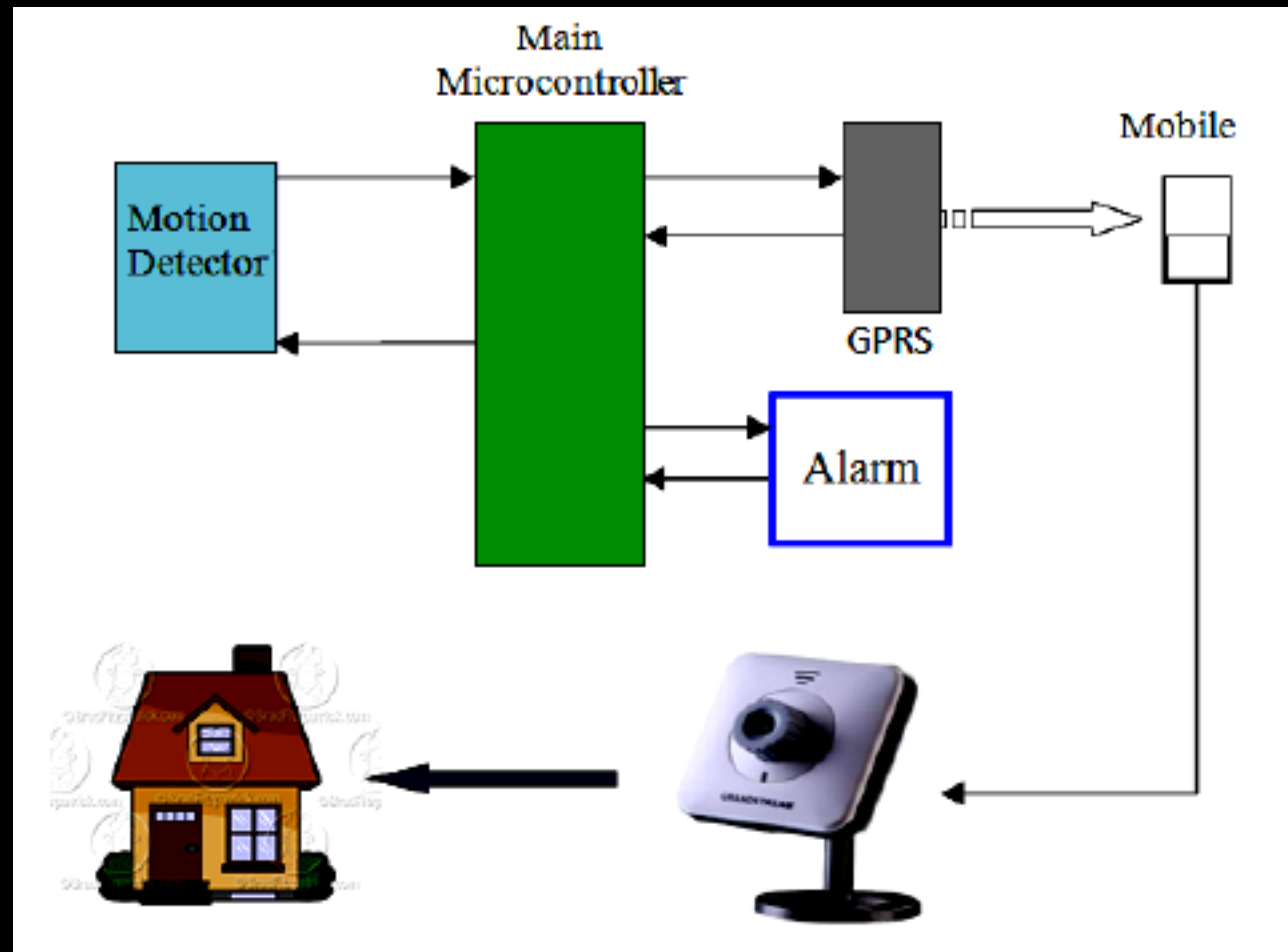 Main
Microcontroller
Mobile
Motion
Detector
GPRS
Alarm